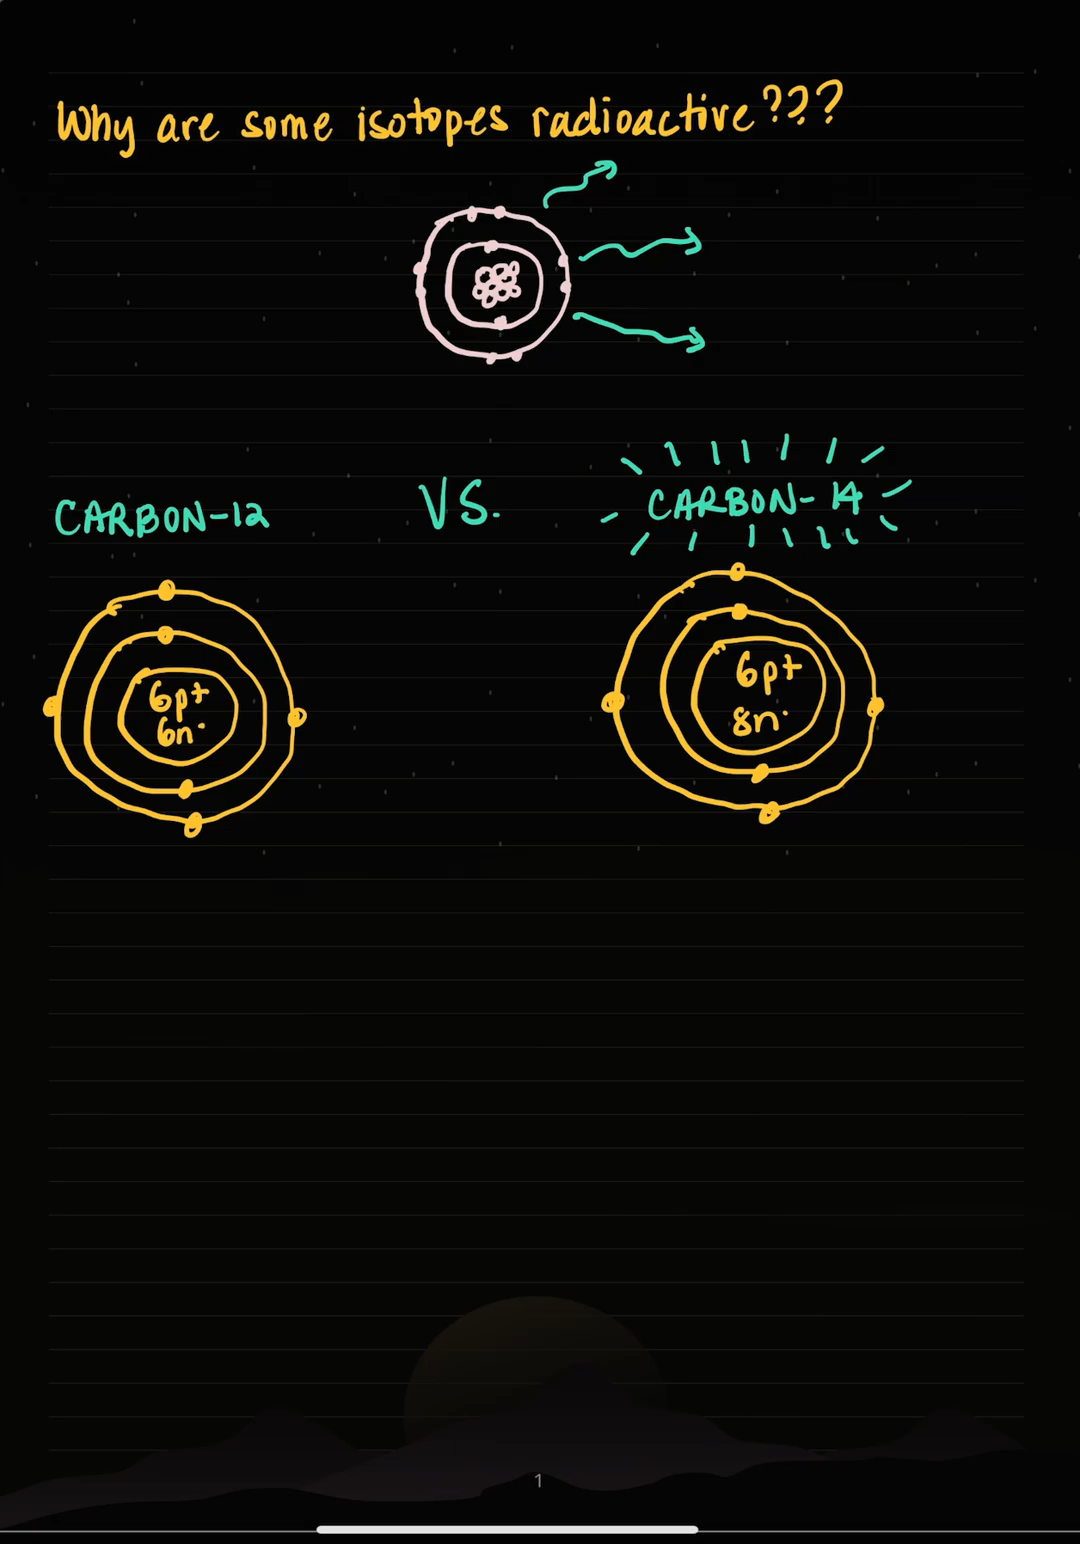 Why are some isotopes radioactive???
CARBON-12 VS. CARBON-14
6p+
6n·
6p+
8n·
1